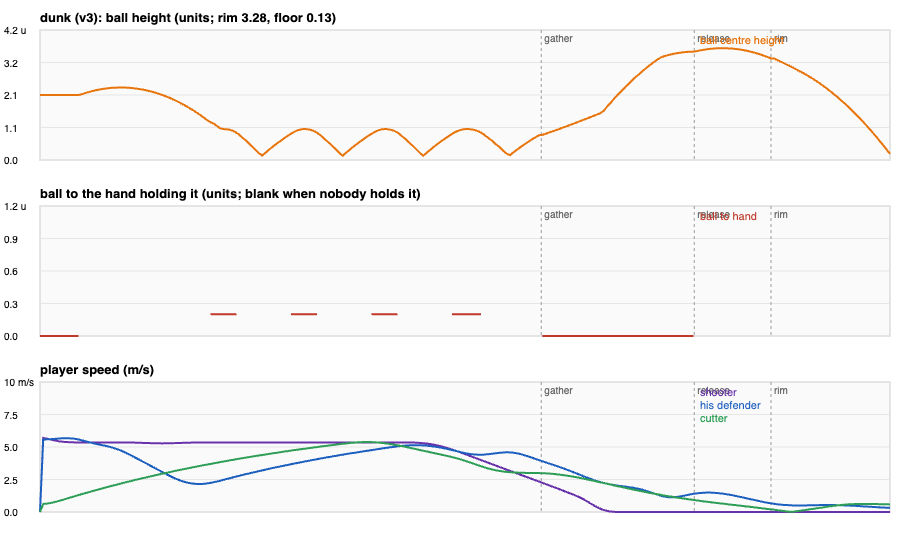 dunk (v3): ball height (units; rim 3.28, floor 0.13)
4.2 u
3.2
2.1
1.1
0.0
gather
release
rim
ball centre height
ball to the hand holding it (units; blank when nobody holds it)
1.2 u
0.9
0.6
0.3
0.0
gather
release
rim
ball to hand
player speed (m/s)
10 m/s
7.5
5.0
2.5
0.0
gather
release
rim
shooter
his defender
cutter